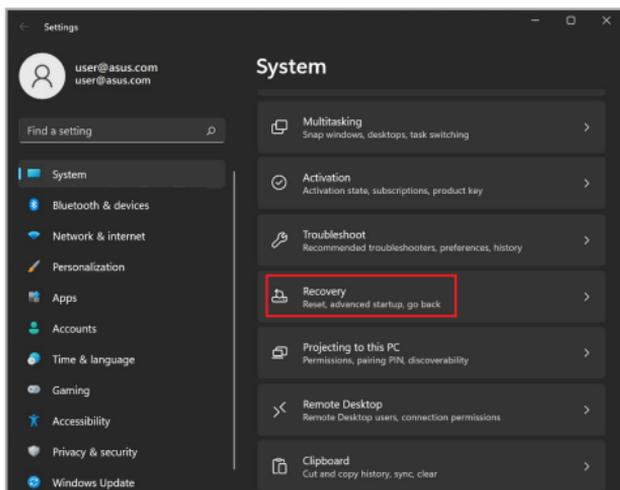 Settings
user@asus.com
user@asus.com
Find a setting
System
Bluetooth & devices
Network & internet
Personalization
Apps
Accounts
Time & language
Gaming
Accessibility
Privacy & security
Windows Update
System
Multitasking
Snap windows, desktops, task switching
Activation
Activation state, subscriptions, product key
Troubleshoot
Recommended troubleshooters, preferences, history
Recovery
Reset, advanced startup, go back
Projecting to this PC
Permissions, pairing PIN, discoverability
Remote Desktop
Remote Desktop users, connection permissions
Clipboard
Cut and copy history, sync, clear